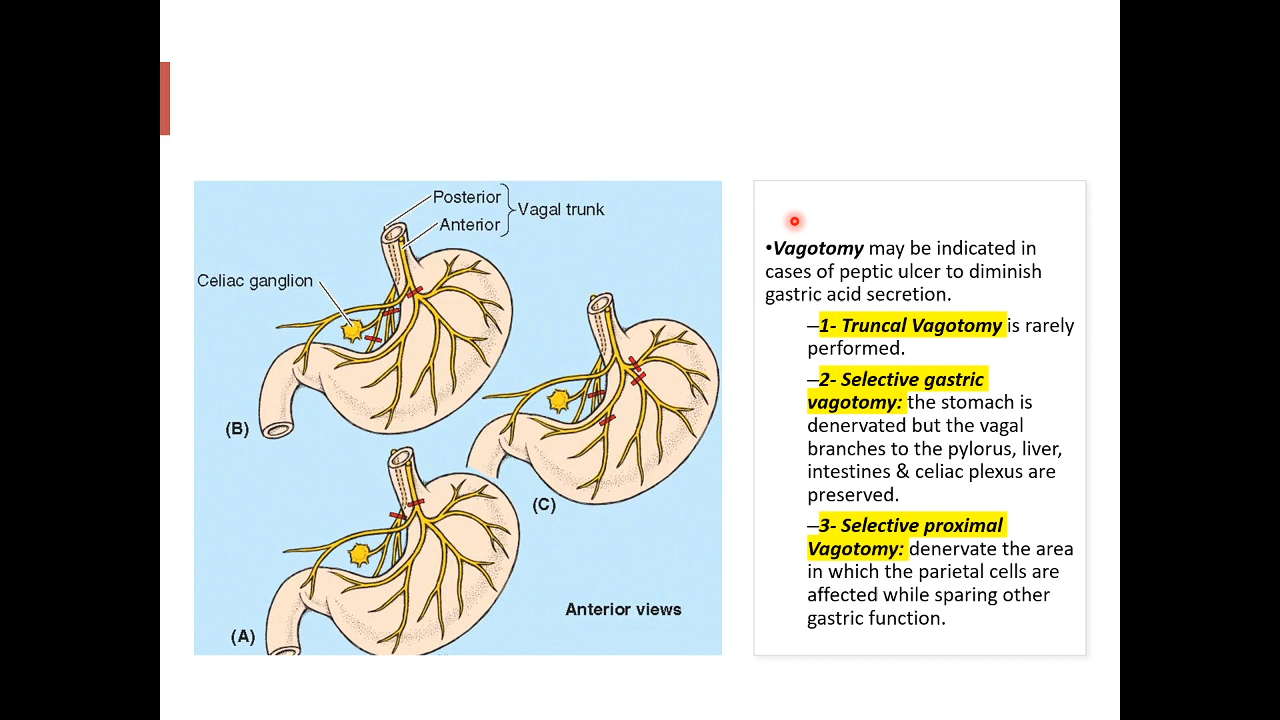 Posterior
Anterior
Vagal trunk
Celiac ganglion
(B)
(C)
(A)
Anterior views
•Vagotomy may be indicated in
cases of peptic ulcer to diminish
gastric acid secretion.
–1- Truncal Vagotomy is rarely
performed.
–2- Selective gastric
vagotomy: the stomach is
denervated but the vagal
branches to the pylorus, liver,
intestines & celiac plexus are
preserved.
–3- Selective proximal
Vagotomy: denervate the area
in which the parietal cells are
affected while sparing other
gastric function.